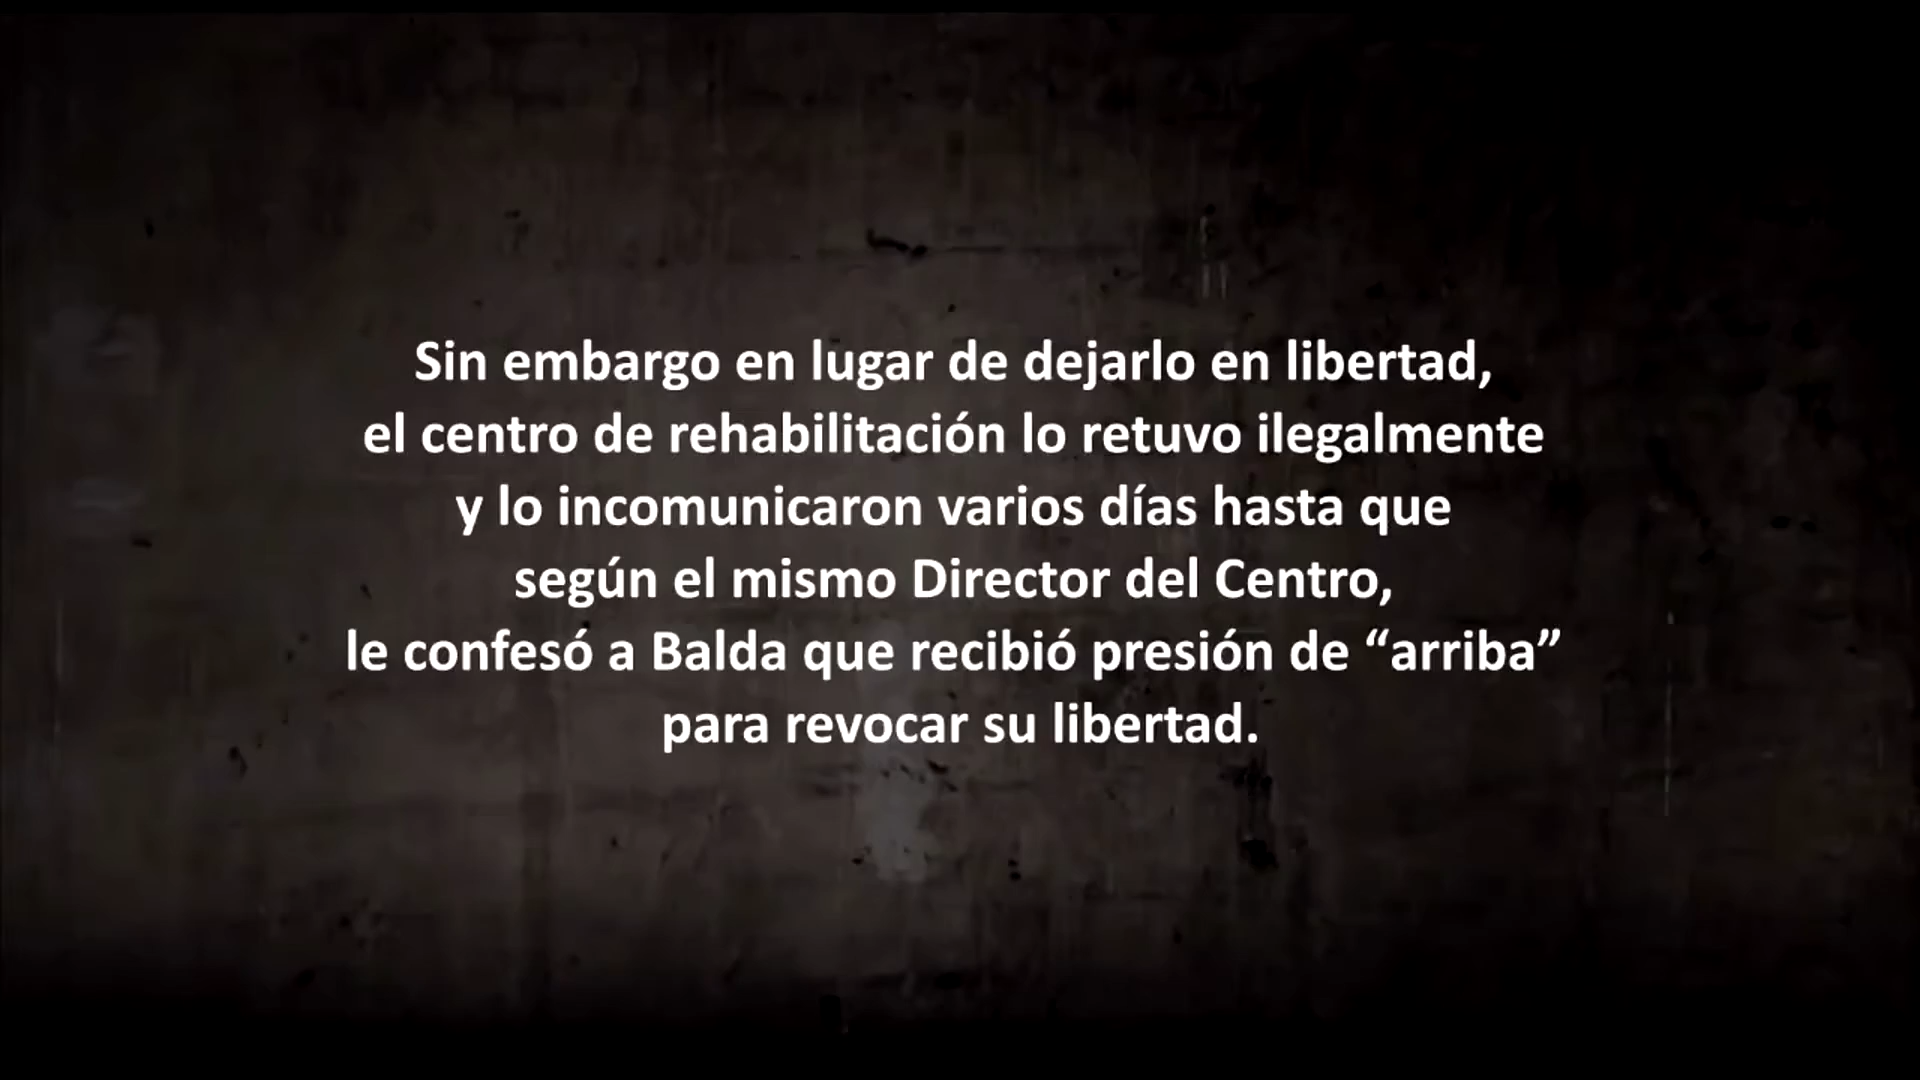 Sin embargo en lugar de dejarlo en libertad,
el centro de rehabilitación lo retuvo ilegalmente
y lo incomunicaron varios días hasta que
según el mismo Director del Centro,
le confesó a Balda que recibió presión de “arriba”
para revocar su libertad.